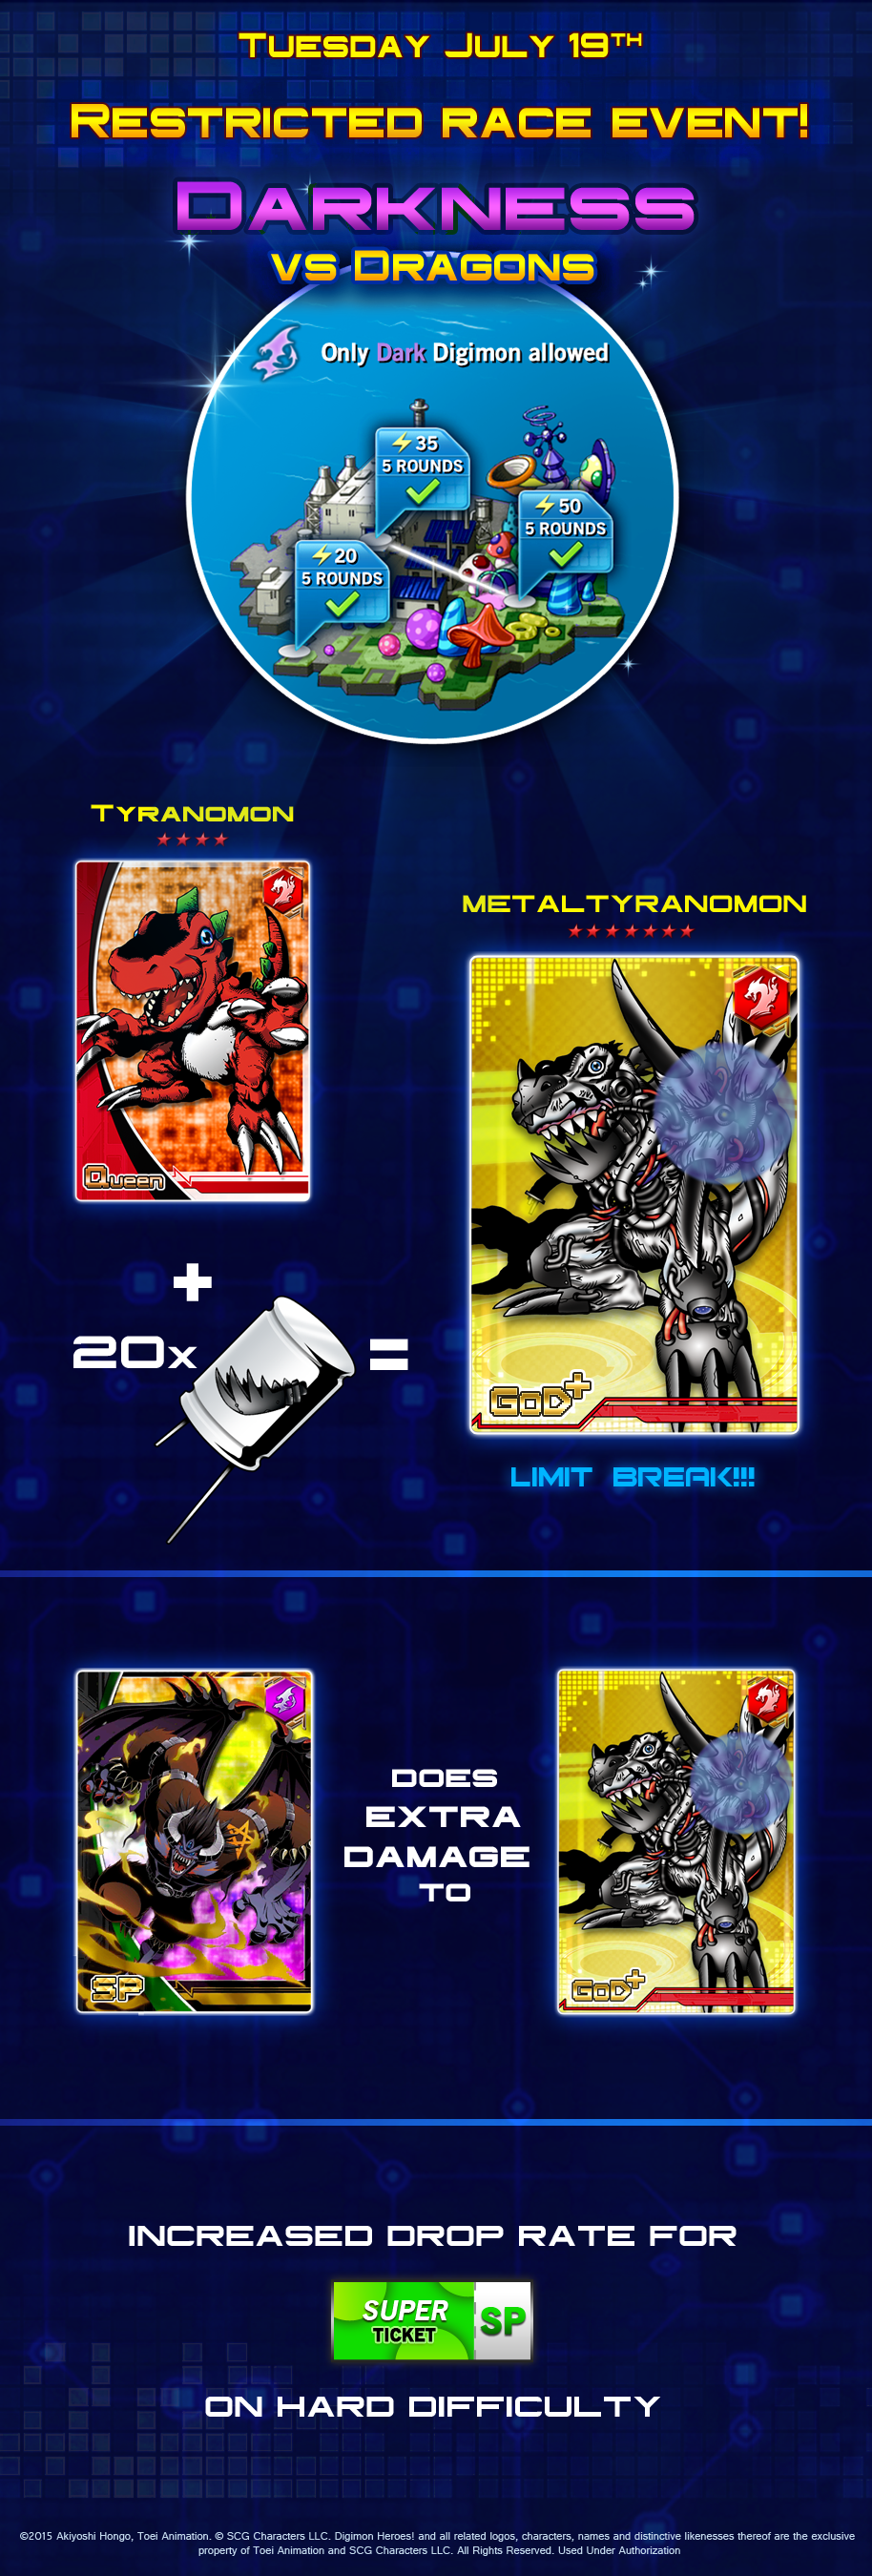 Tuesday July 19th
Restricted race event!
Darkness
vs Dragons
Only Dark Digimon allowed
35
5 ROUNDS
50
5 ROUNDS
20
5 ROUNDS
Tyranomon
Queen
METALTYRANOMON
GOD+
+
20x
=
LIMIT BREAK!!!
SP
DOES
EXTRA
DAMAGE
TO
GOD+
INCREASED DROP RATE FOR
SUPER
TICKET
SP
ON HARD DIFFICULTY
©2015 Akiyoshi Hongo, Toei Animation. © SCG Characters LLC. Digimon Heroes! and all related logos, characters, names and distinctive likenesses thereof are the exclusive
property of Toei Animation and SCG Characters LLC. All Rights Reserved. Used Under Authorization